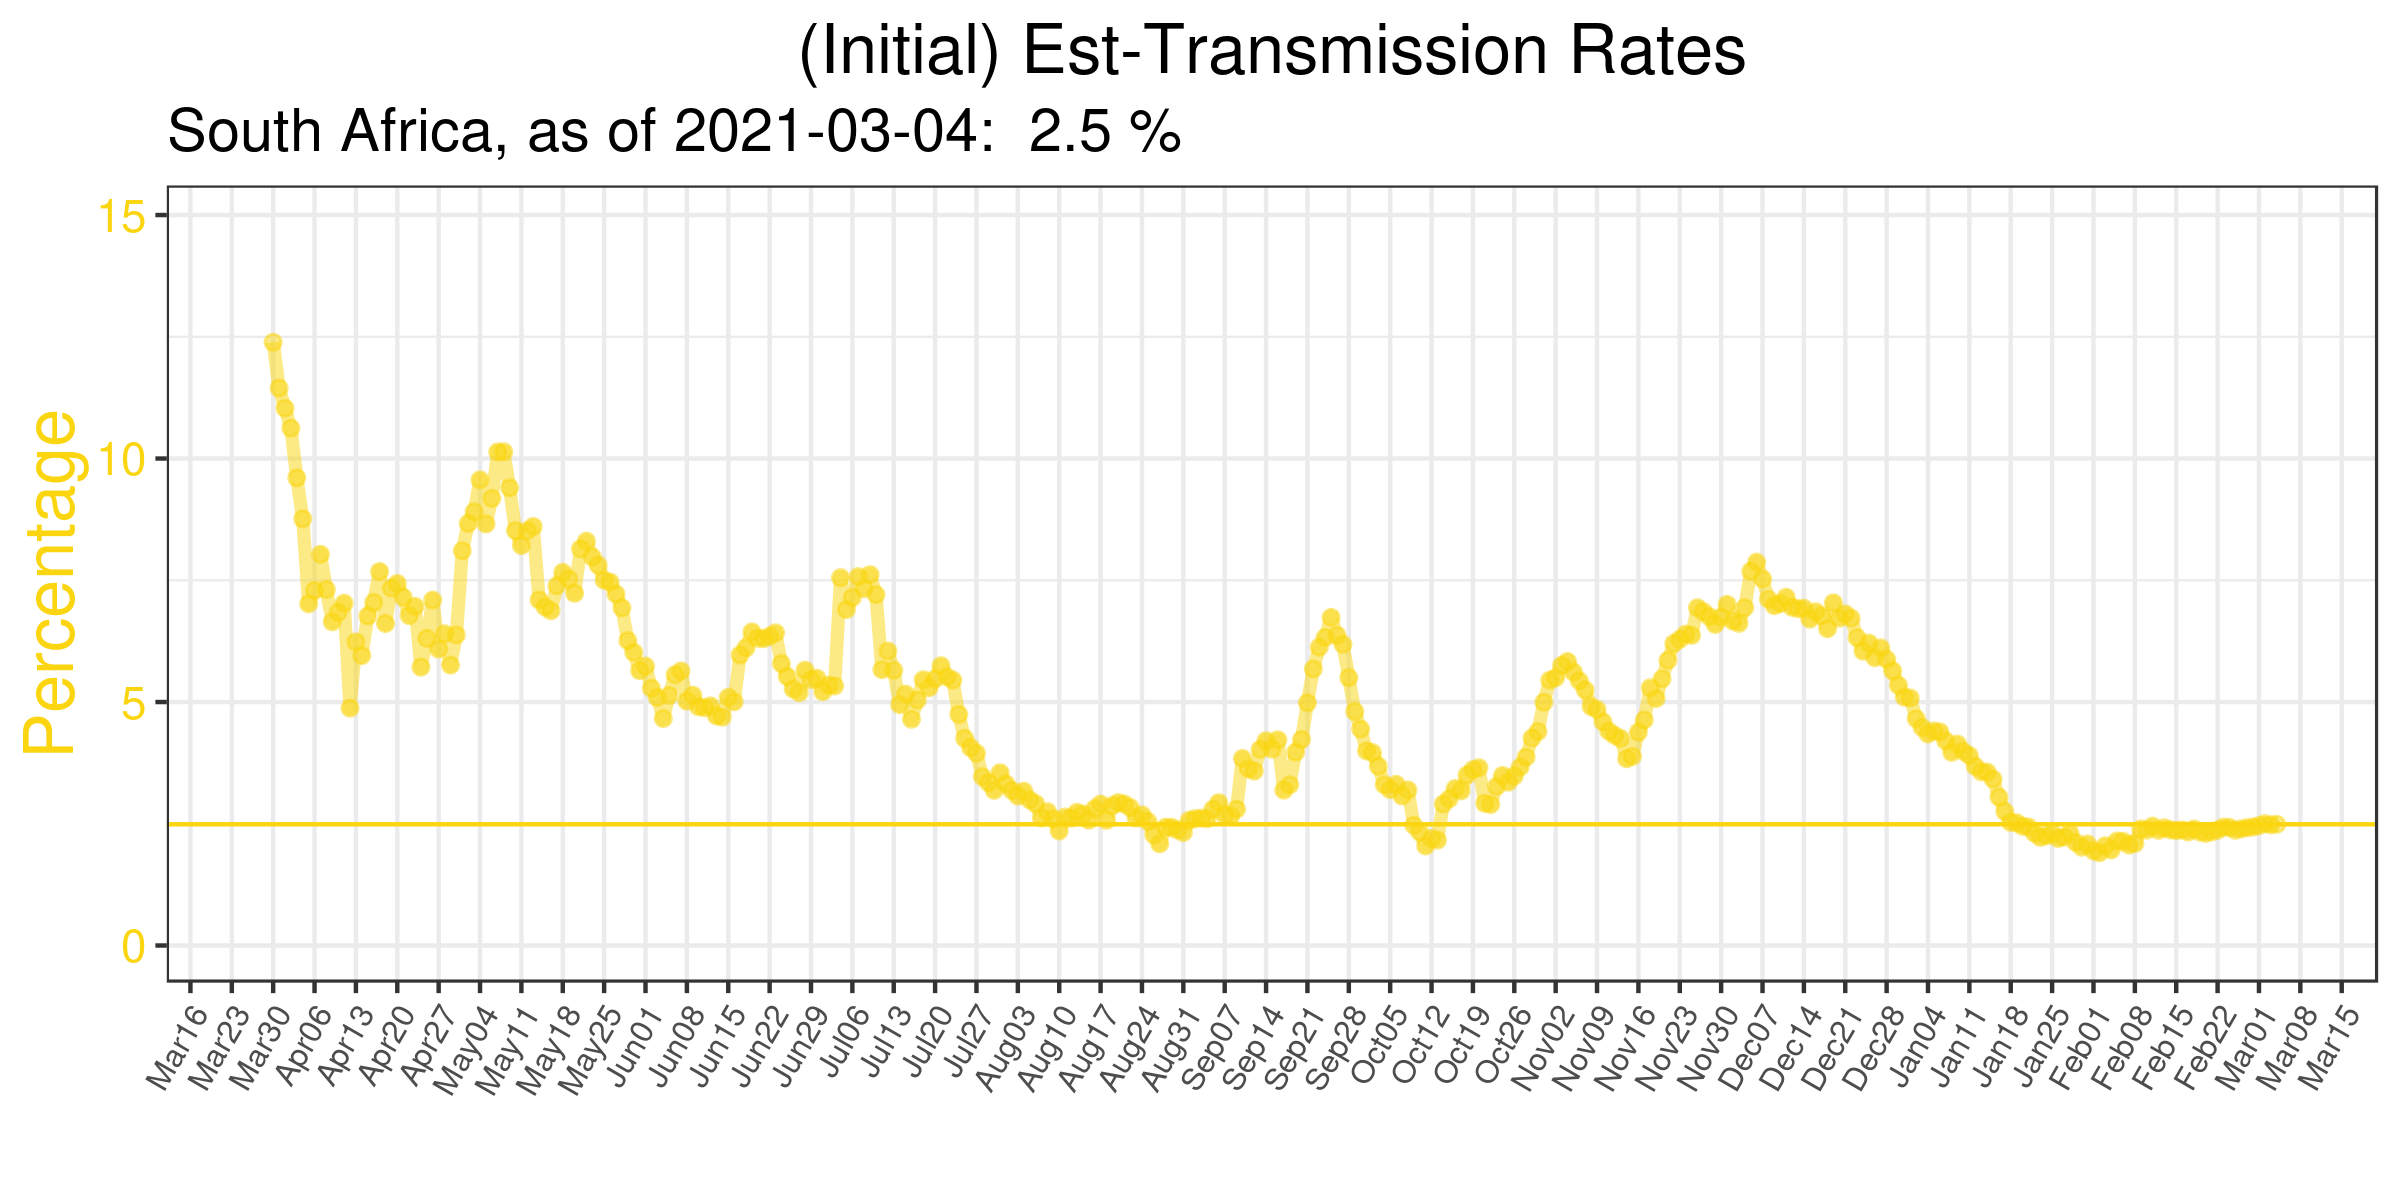 (Initial) Est-Transmission Rates
South Africa, as of 2021-03-04:  2.5 %
Percentage
15
10
5
0
Mar16
Mar23
Mar30
Apr06
Apr13
Apr20
Apr27
May04
May11
May18
May25
Jun01
Jun08
Jun15
Jun22
Jun29
Jul06
Jul13
Jul20
Jul27
Aug03
Aug10
Aug17
Aug24
Aug31
Sep07
Sep14
Sep21
Sep28
Oct05
Oct12
Oct19
Oct26
Nov02
Nov09
Nov16
Nov23
Nov30
Dec07
Dec14
Dec21
Dec28
Jan04
Jan11
Jan18
Jan25
Feb01
Feb08
Feb15
Feb22
Mar01
Mar08
Mar15